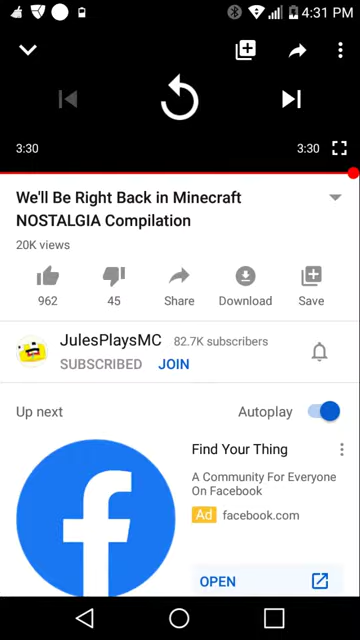 4:31 PM
3:30
3:30
We'll Be Right Back in Minecraft
NOSTALGIA Compilation
20K views
962
45
Share
Download
Save
JulesPlaysMC 82.7K subscribers
SUBSCRIBED JOIN
Up next
Autoplay
Find Your Thing
A Community For Everyone
On Facebook
Ad facebook.com
OPEN